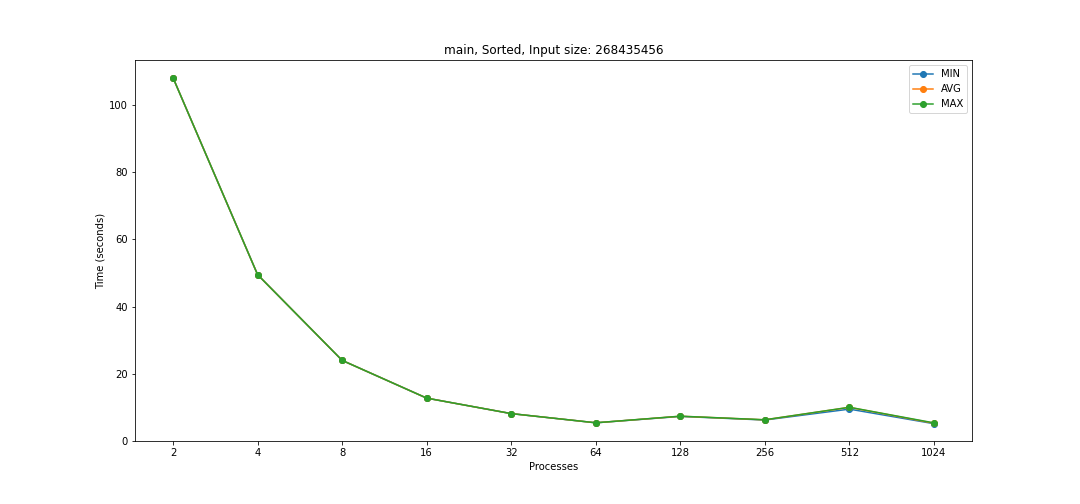 main, Sorted, Input size: 268435456
MIN
AVG
MAX
Time (seconds)
100
80
60
40
20
0
2 4 8 16 32 64 128 256 512 1024
Processes